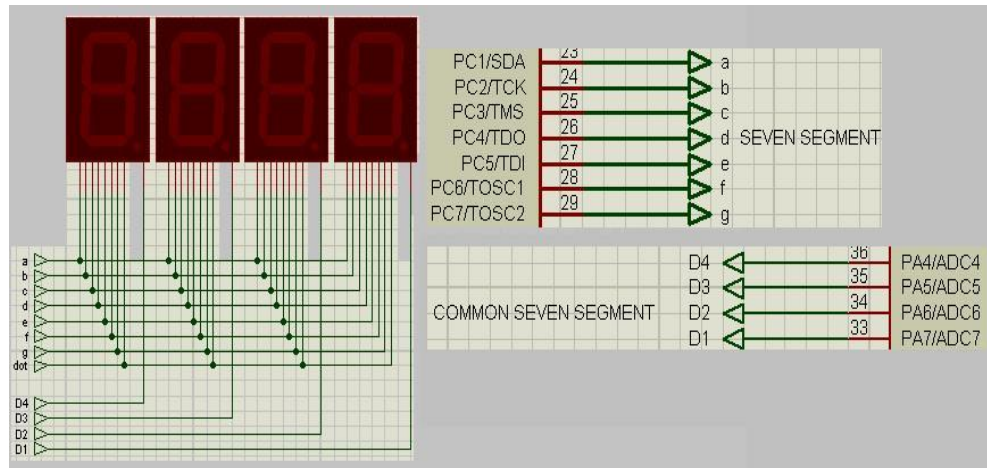 PC1/SDA 23 a
PC2/TCK 24 b
PC3/TMS 25 c
PC4/TDO 26 d SEVEN SEGMENT
PC5/TDI 27 e
PC6/TOSC1 28 f
PC7/TOSC2 29 g
a
b
c
d
e
f
g
dot
D4
D3
D2
D1
D4 36 PA4/ADC4
D3 35 PA5/ADC5
COMMON SEVEN SEGMENT D2 34 PA6/ADC6
D1 33 PA7/ADC7